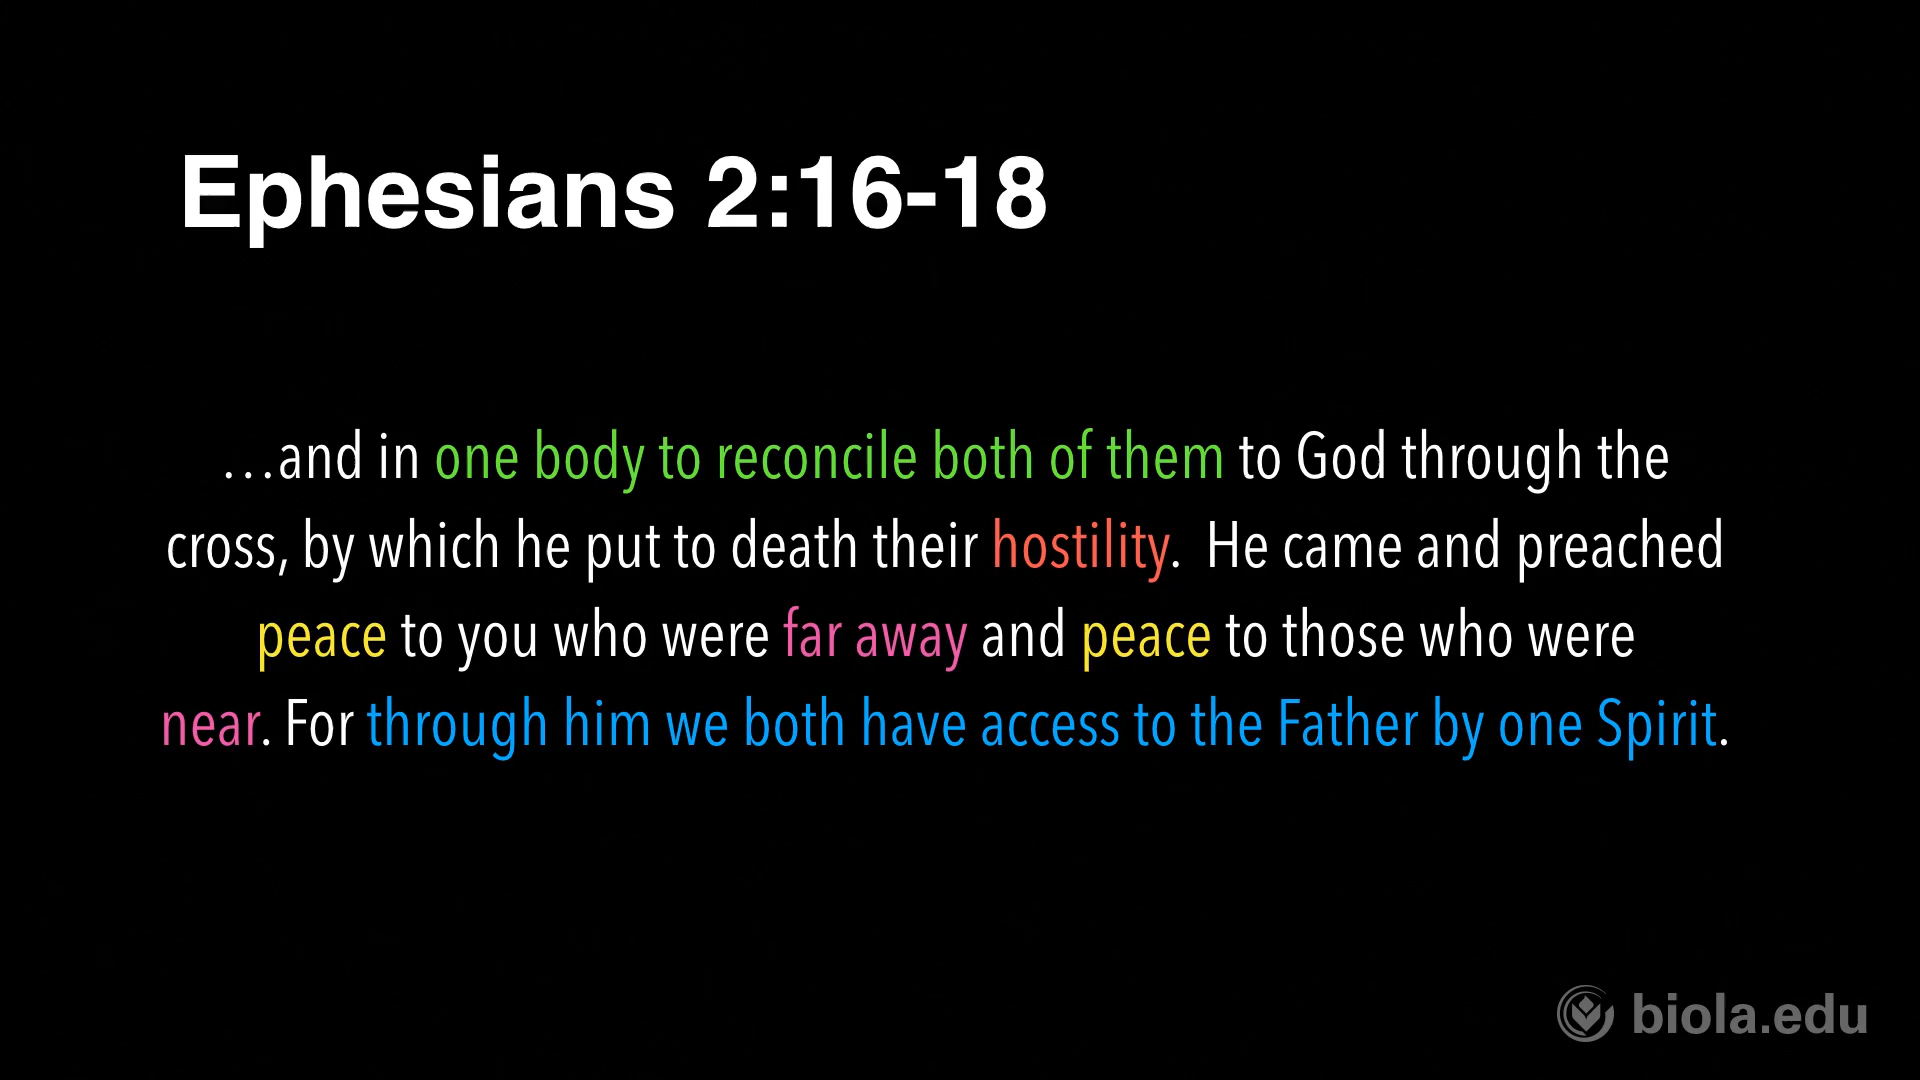 Ephesians 2:16-18
…and in one body to reconcile both of them to God through the
cross, by which he put to death their hostility.  He came and preached
peace to you who were far away and peace to those who were
near. For through him we both have access to the Father by one Spirit.
biola.edu